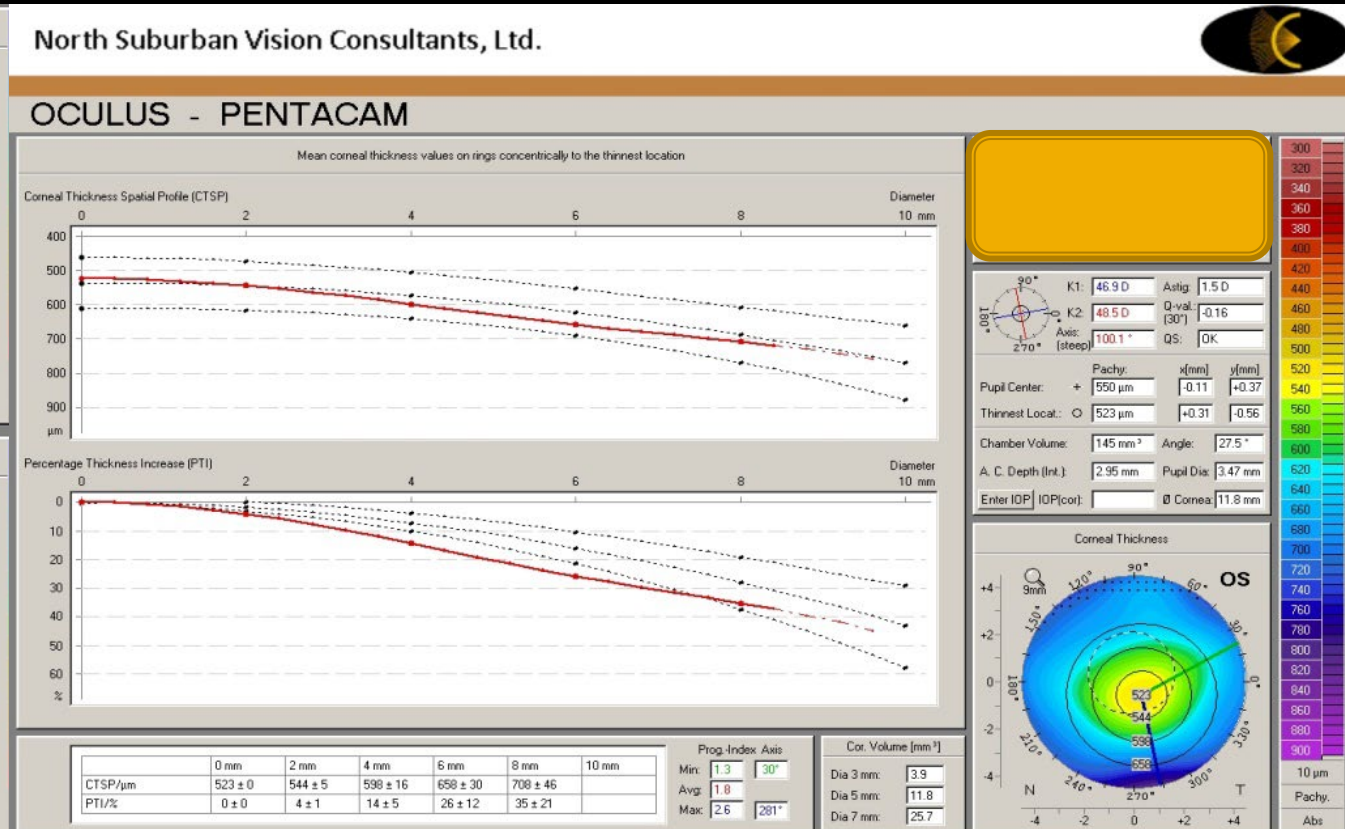 North Suburban Vision Consultants, Ltd.
OCULUS - PENTACAM
Mean corneal thickness values on rings concentrically to the thinnest location
Corneal Thickness Spatial Profile (CTSP)
Diameter
0 2 4 6 8 10 mm
400
500
600
700
800
900
µm
Percentage Thickness Increase (PTI)
Diameter
0 2 4 6 8 10 mm
0
10
20
30
40
50
60
%
0 mm 2 mm 4 mm 6 mm 8 mm 10 mm
CTSP/µm 523 ± 0 544 ± 5 598 ± 16 658 ± 30 708 ± 46
PTI/% 0 ± 0 4 ± 1 14 ± 5 26 ± 12 35 ± 21
Prog.-Index Axis
Min: 1.3 30°
Avg: 1.8
Max: 2.6 281°
Cor. Volume [mm³]
Dia 3 mm: 3.9
Dia 5 mm: 11.8
Dia 7 mm: 25.7
90°
180°
0°
270°
K1: 46.9 D Astig: 1.5 D
K2: 48.5 D Q-val.: (30°) -0.16
Axis: (steep) 100.1 ° QS: OK
Pachy: x[mm] y[mm]
Pupil Center: + 550 µm -0.11 +0.37
Thinnest Locat.: O 523 µm +0.31 -0.56
Chamber Volume: 145 mm³ Angle: 27.5 °
A. C. Depth (Int.): 2.95 mm Pupil Dia: 3.47 mm
Enter IOP IOP(cor): Ø Cornea: 11.8 mm
Corneal Thickness
OS
9mm
90°
120° 60°
150° 30°
180° 0°
210° 330°
240° 300°
270°
+4
+2
0
-2
-4
523
544
598
658
N T
-4 -2 0 +2 +4
300
320
340
360
380
400
420
440
460
480
500
520
540
560
580
600
620
640
660
680
700
720
740
760
780
800
820
840
860
880
900
10 µm
Pachy.
Abs